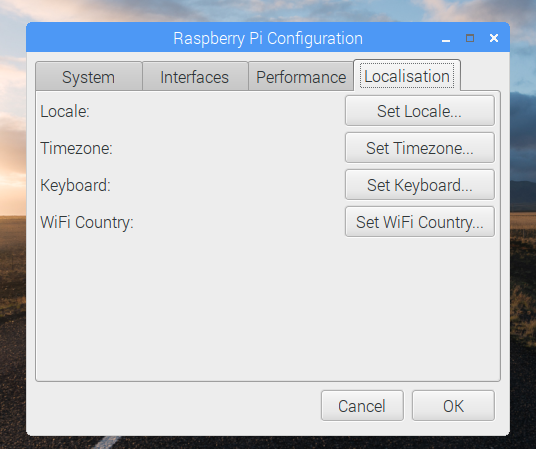 Raspberry Pi Configuration
System Interfaces Performance Localisation
Locale: Set Locale...
Timezone: Set Timezone...
Keyboard: Set Keyboard...
WiFi Country: Set WiFi Country...
Cancel OK